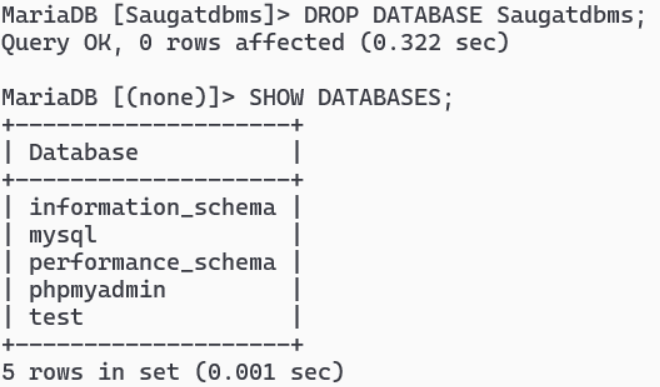 MariaDB [Saugatdbms]> DROP DATABASE Saugatdbms;
Query OK, 0 rows affected (0.322 sec)

MariaDB [(none)]> SHOW DATABASES;
+--------------------+
| Database           |
+--------------------+
| information_schema |
| mysql              |
| performance_schema |
| phpmyadmin         |
| test               |
+--------------------+
5 rows in set (0.001 sec)